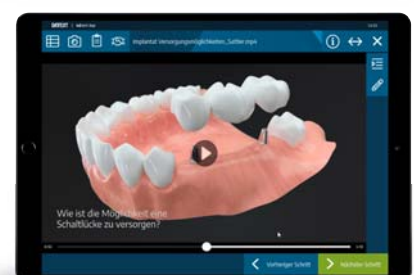 Implantat Versorgungsmöglichkeiten_Sattler.mp4
Wie ist die Möglichkeit eine
Schaltlücke zu versorgen?
Vorheriger Schritt
Nächster Schritt